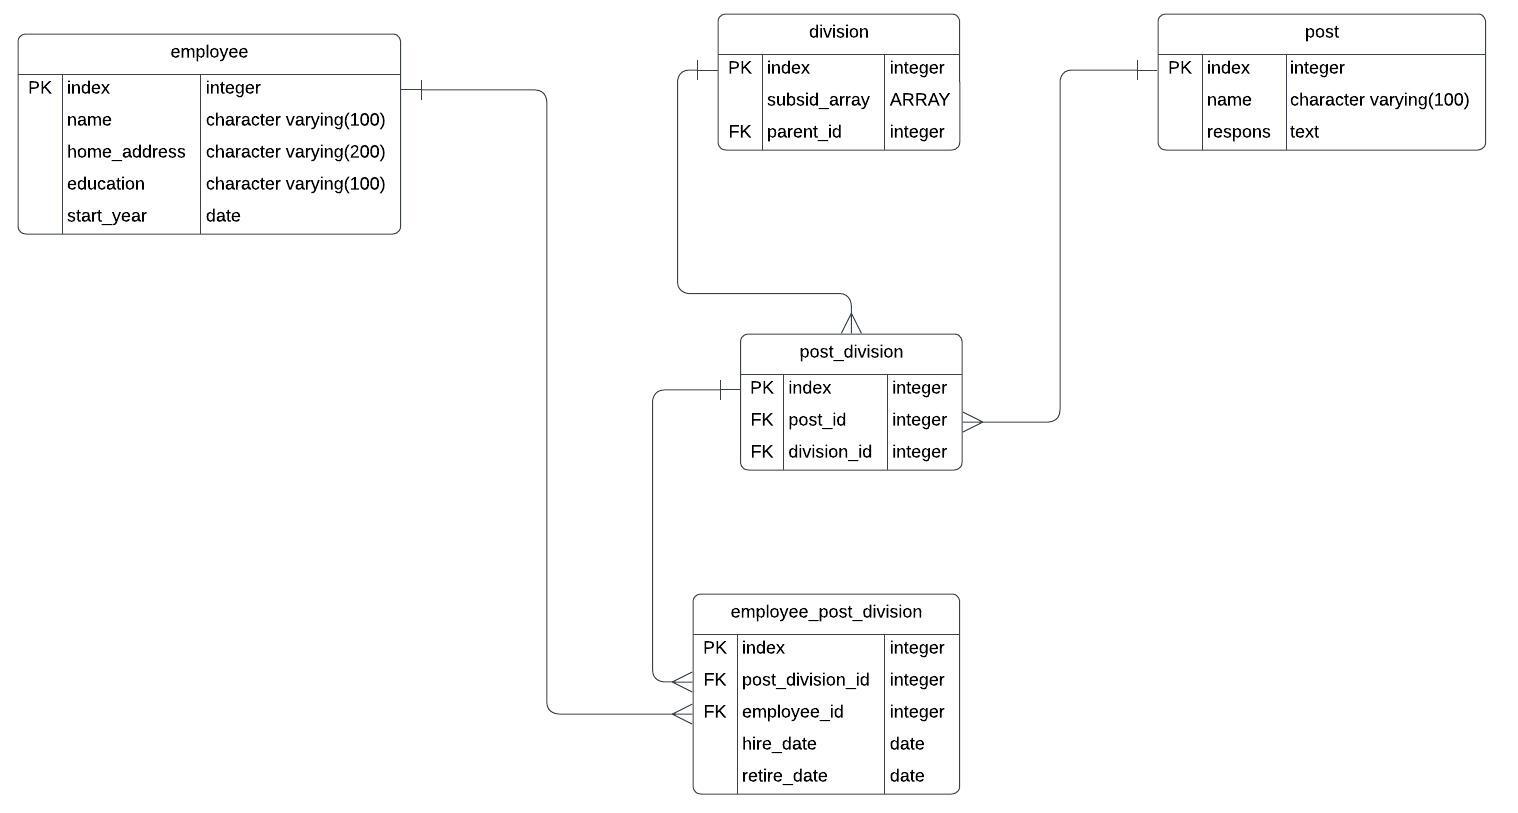 employee
PK index integer
name character varying(100)
home_address character varying(200)
education character varying(100)
start_year date
division
PK index integer
subsid_array ARRAY
FK parent_id integer
post
PK index integer
name character varying(100)
respons text
post_division
PK index integer
FK post_id integer
FK division_id integer
employee_post_division
PK index integer
FK post_division_id integer
FK employee_id integer
hire_date date
retire_date date